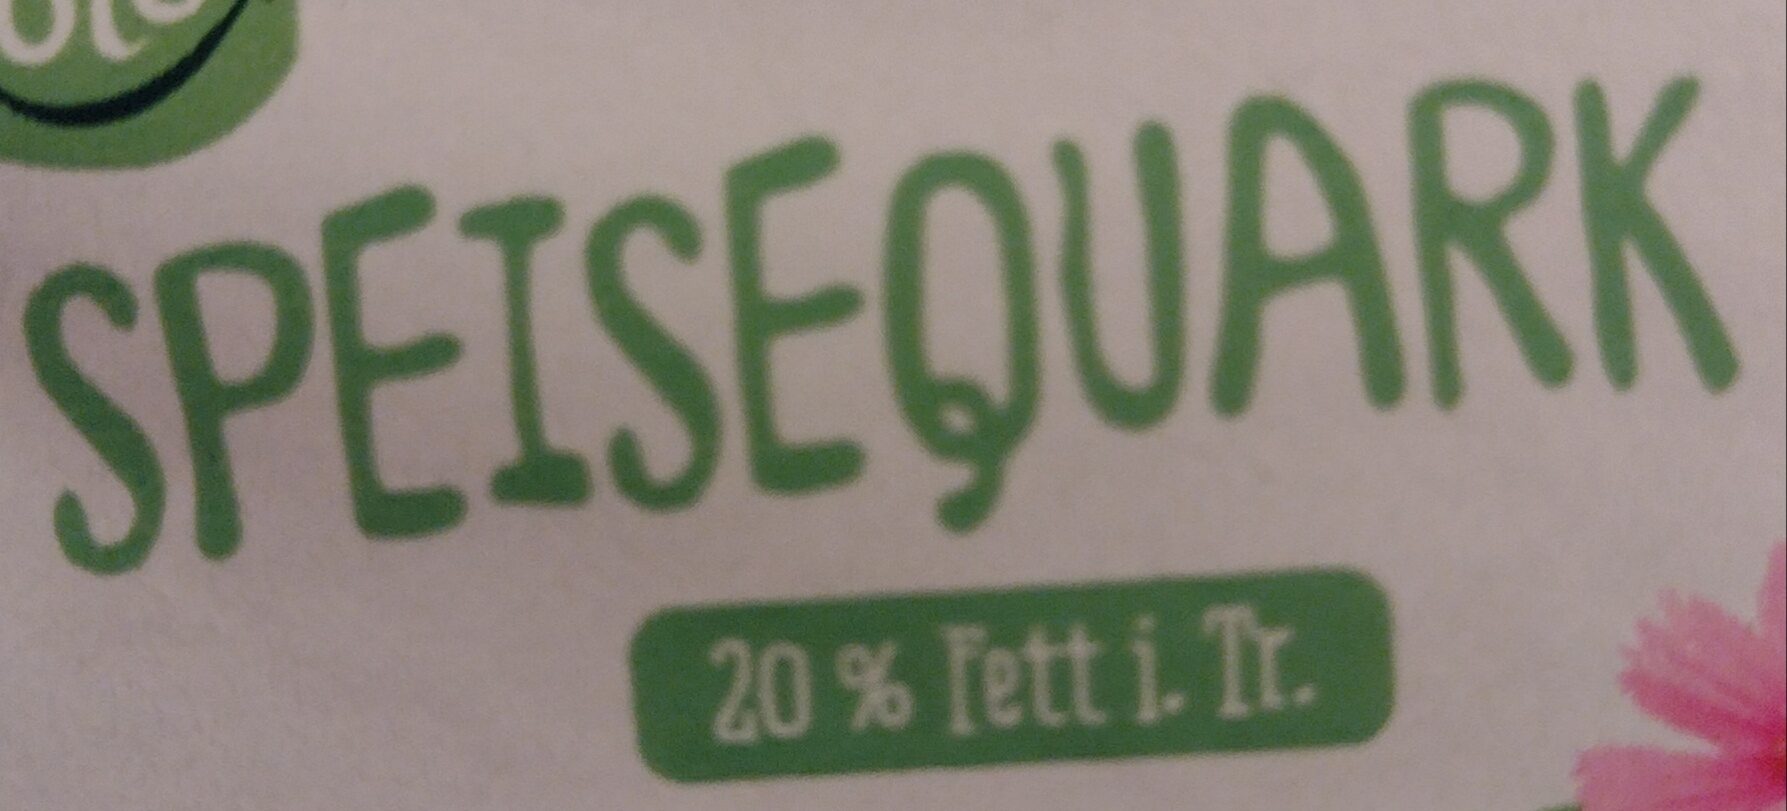 SPEISEQUARK
20 % Fett i. Tr.